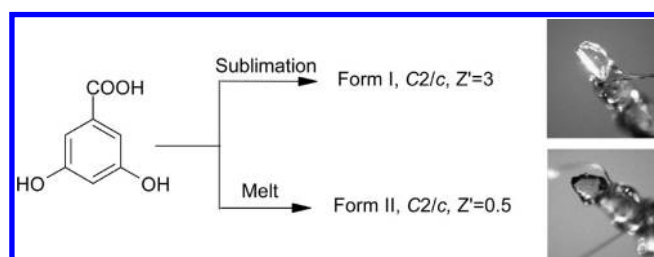 COOH
HO
OH
Sublimation
Form I, C2/c, Z'=3
Melt
Form II, C2/c, Z'=0.5